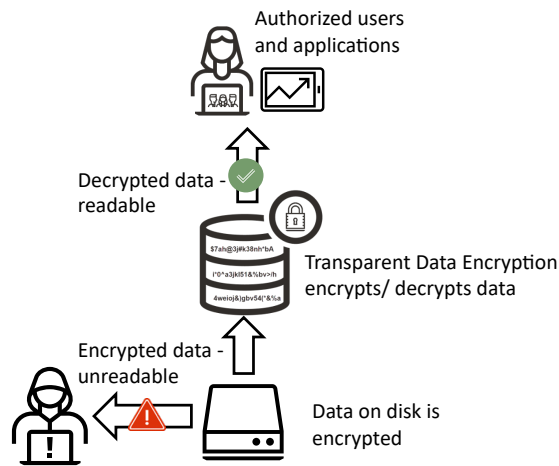 Authorized users
and applications
Decrypted data -
readable
$7ah@3j#k38nh*bA
i*0^a3jkl51&%bv>/h
4weioj&)gbv54(*&%a
Transparent Data Encryption
encrypts/ decrypts data
Encrypted data -
unreadable
!
!
Data on disk is
encrypted